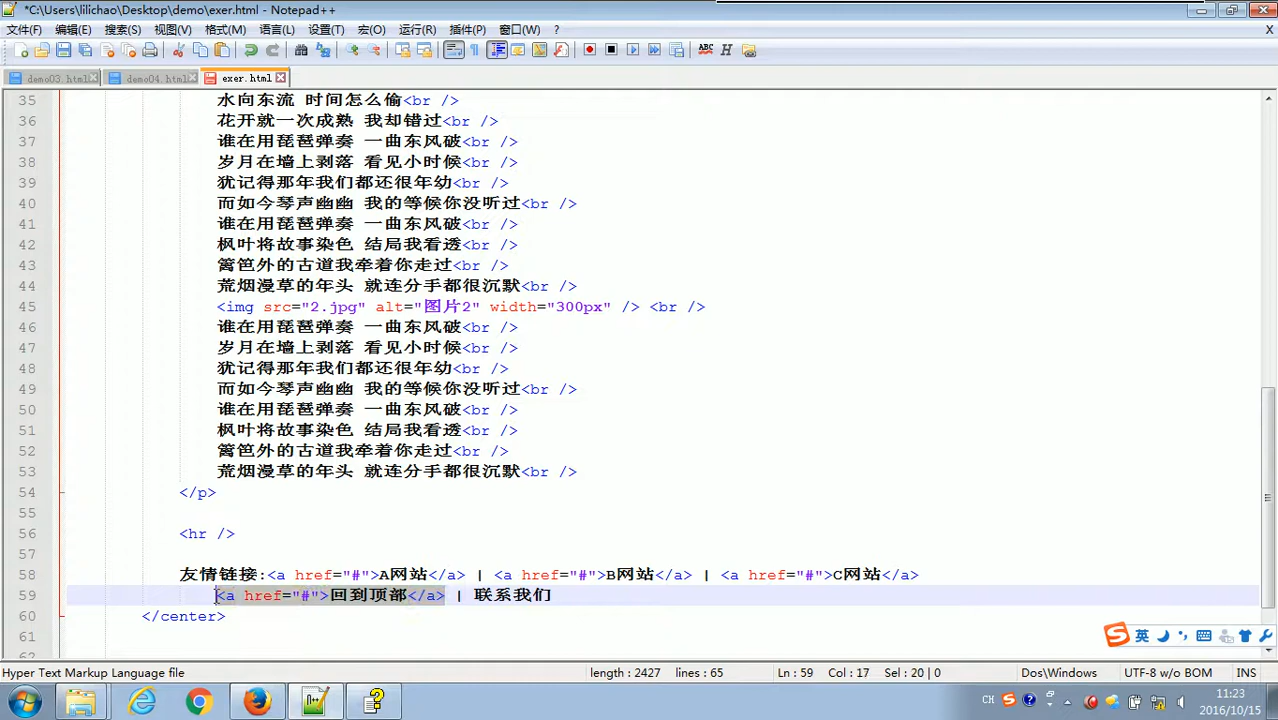 *C:\Users\lilichao\Desktop\demo\exer.html - Notepad++
文件(F) 编辑(E) 搜索(S) 视图(V) 格式(M) 语言(L) 设置(T) 宏(O) 运行(R) 插件(P) 窗口(W) ? X
demo03.html demo04.html exer.html
35 水向东流 时间怎么偷<br />
36 花开就一次成熟 我却错过<br />
37 谁在用琵琶弹奏 一曲东风破<br />
38 岁月在墙上剥落 看见小时候<br />
39 犹记得那年我们都还很年幼<br />
40 而如今琴声幽幽 我的等候你没听过<br />
41 谁在用琵琶弹奏 一曲东风破<br />
42 枫叶将故事染色 结局我看透<br />
43 篱笆外的古道我牵着你走过<br />
44 荒烟漫草的年头 就连分手都很沉默<br />
45 <img src="2.jpg" alt="图片2" width="300px" /> <br />
46 谁在用琵琶弹奏 一曲东风破<br />
47 岁月在墙上剥落 看见小时候<br />
48 犹记得那年我们都还很年幼<br />
49 而如今琴声幽幽 我的等候你没听过<br />
50 谁在用琵琶弹奏 一曲东风破<br />
51 枫叶将故事染色 结局我看透<br />
52 篱笆外的古道我牵着你走过<br />
53 荒烟漫草的年头 就连分手都很沉默<br />
54 </p>
55
56 <hr />
57
58 友情链接:<a href="#">A网站</a> | <a href="#">B网站</a> | <a href="#">C网站</a>
59 <a href="#">回到顶部</a> | 联系我们
60 </center>
61
英
Hyper Text Markup Language file length : 2427 lines : 65 Ln : 59 Col : 17 Sel : 20 | 0 Dos\Windows UTF-8 w/o BOM INS
CH 11:23
2016/10/15